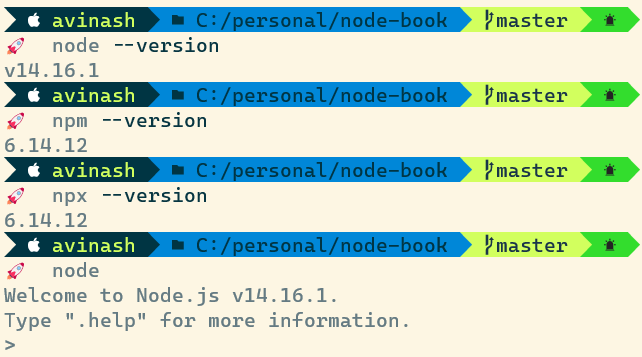 avinash C:/personal/node-book master
node --version
v14.16.1
avinash C:/personal/node-book master
npm --version
6.14.12
avinash C:/personal/node-book master
npx --version
6.14.12
avinash C:/personal/node-book master
node
Welcome to Node.js v14.16.1.
Type ".help" for more information.
>